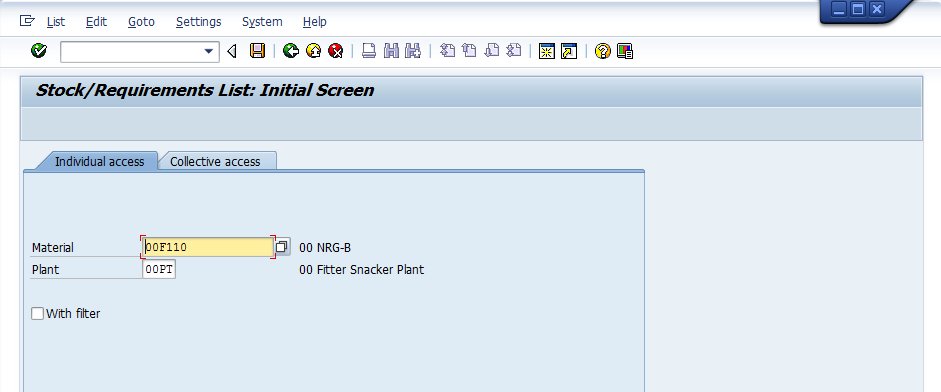 List Edit Goto Settings System Help
Stock/Requirements List: Initial Screen
Individual access Collective access
Material 00F110 00 NRG-B
Plant 00PT 00 Fitter Snacker Plant
With filter